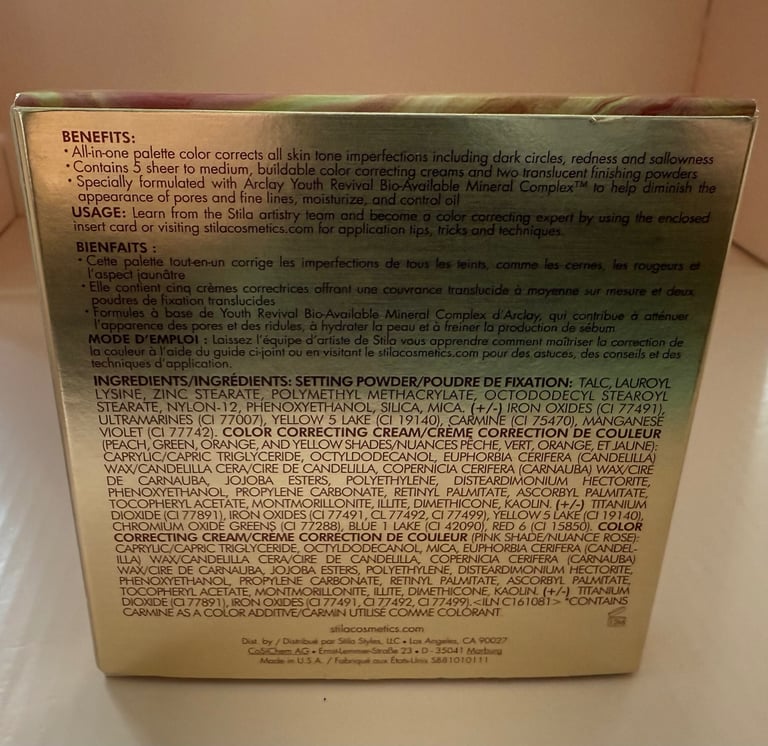 BENEFITS:
• All-in-one palette color corrects all skin tone imperfections including dark circles, redness and sallowness
• Contains 5 sheer to medium, buildable color correcting creams and two translucent finishing powders
• Specially formulated with Arclay Youth Revival Bio-Available Mineral Complex™ to help diminish the
appearance of pores and fine lines, moisturize, and control oil
USAGE: Learn from the Stila artistry team and become a color correcting expert by using the enclosed
insert card or visiting stilacosmetics.com for application tips, tricks and techniques.
BIENFAITS :
• Cette palette tout-en-un corrige les imperfections de tous les teints, comme les cernes, les rougeurs et
l'aspect jaunâtre
• Elle contient cinq crèmes correctrices offrant une couvrance translucide à moyenne sur mesure et deux
poudres de fixation translucides
• Formules à base de Youth Revival Bio-Available Mineral Complex d'Arclay, qui contribue à atténuer
l'apparence des pores et des ridules, à hydrater la peau et à freiner la production de sébum
MODE D'EMPLOI : Laissez l'équipe d'artiste de Stila vous apprendre comment maîtriser la correction de
la couleur à l'aide du guide ci-joint ou en visitant le stilacosmetics.com pour des astuces, des conseils et des
techniques d'application.
INGREDIENTS/INGRÉDIENTS: SETTING POWDER/POUDRE DE FIXATION: TALC, LAUROYL
LYSINE, ZINC STEARATE, POLYMETHYL METHACRYLATE, OCTODODECYL STEAROYL
STEARATE, NYLON-12, PHENOXYETHANOL, SILICA, MICA. (+/-) IRON OXIDES (CI 77491),
ULTRAMARINES (CI 77007), YELLOW 5 LAKE (CI 19140), CARMINE (CI 75470), MANGANESE
VIOLET (CI 77742). COLOR CORRECTING CREAM/CRÈME CORRECTION DE COULEUR
(PEACH, GREEN, ORANGE, AND YELLOW SHADES/NUANCES PÊCHE, VERT, ORANGE, ET JAUNE):
CAPRYLIC/CAPRIC TRIGLYCERIDE, OCTYLDODECANOL, EUPHORBIA CERIFERA (CANDELILLA)
WAX/CANDELILLA CERA/CIRE DE CANDELILLA, COPERNICIA CERIFERA (CARNAUBA) WAX/CIRE
DE CARNAUBA, JOJOBA ESTERS, POLYETHYLENE, DISTEARDIMONIUM HECTORITE,
PHENOXYETHANOL, PROPYLENE CARBONATE, RETINYL PALMITATE, ASCORBYL PALMITATE,
TOCOPHERYL ACETATE, MONTMORILLONITE, ILLITE, DIMETHICONE, KAOLIN. (+/-) TITANIUM
DIOXIDE (CI 77891), IRON OXIDES (CI 77491, CI 77492, CI 77499), YELLOW 5 LAKE (CI 19140),
CHROMIUM OXIDE GREENS (CI 77288), BLUE 1 LAKE (CI 42090), RED 6 (CI 15850). COLOR
CORRECTING CREAM/CRÈME CORRECTION DE COULEUR (PINK SHADE/NUANCE ROSE):
CAPRYLIC/CAPRIC TRIGLYCERIDE, OCTYLDODECANOL, MICA, EUPHORBIA CERIFERA (CANDEL-
ILLA) WAX/CANDELILLA CERA/CIRE DE CANDELILLA, COPERNICIA CERIFERA (CARNAUBA)
WAX/CIRE DE CARNAUBA, JOJOBA ESTERS, POLYETHYLENE, DISTEARDIMONIUM HECTORITE,
PHENOXYETHANOL, PROPYLENE CARBONATE, RETINYL PALMITATE, ASCORBYL PALMITATE,
TOCOPHERYL ACETATE, MONTMORILLONITE, ILLITE, DIMETHICONE, KAOLIN. (+/-) TITANIUM
DIOXIDE (CI 77891), IRON OXIDES (CI 77491, CI 77492, CI 77499).<ILN C161081> *CONTAINS
CARMINE AS A COLOR ADDITIVE/CARMIN UTILISÉ COMME COLORANT.
stilacosmetics.com
Dist. by / Distribué par Stila Styles, LLC • Los Angeles, CA 90027
CoSiChem AG • Ernst-Lemmer-Straße 23 • D - 35041 Marburg
Made in U.S.A. / Fabriqué aux États-Unis S881010111